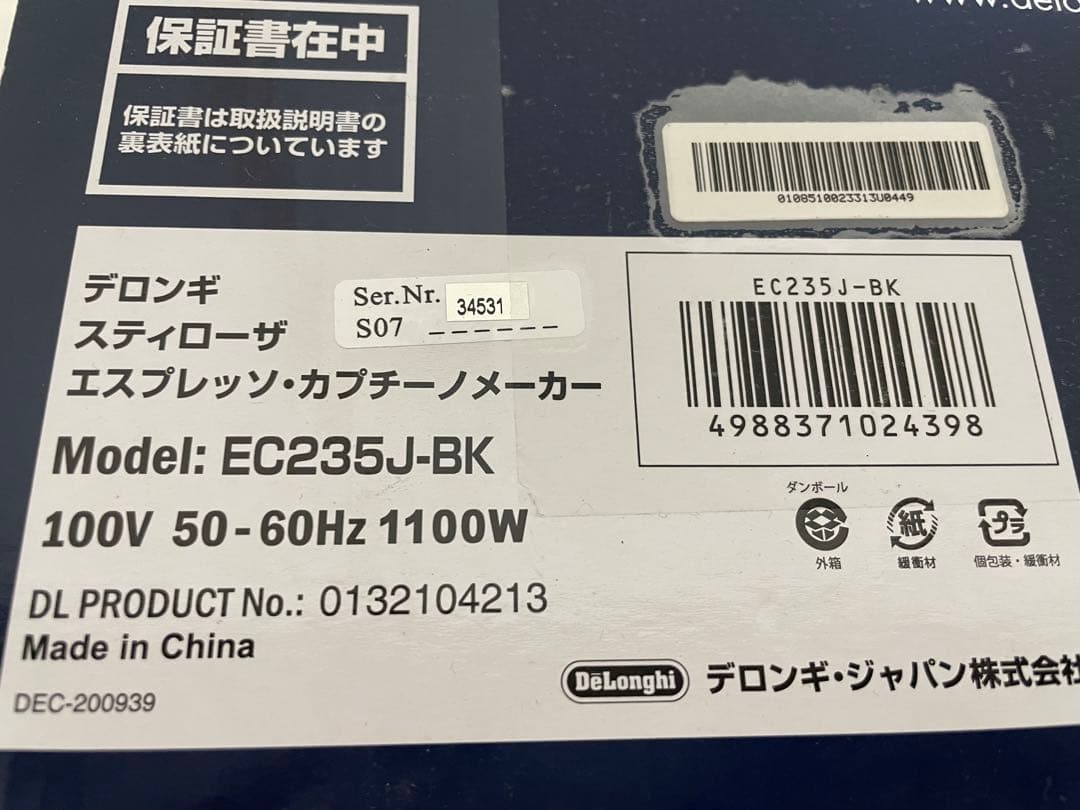 保証書在中
保証書は取扱説明書の
裏表紙についています
0108510023313U0449
デロンギ
スティローザ
エスプレッソ・カプチーノメーカー
Ser.Nr. 34531
S07 _ _ _ _ _ _
Model: EC235J-BK
100V 50-60Hz 1100W
DL PRODUCT No.: 0132104213
Made in China
DEC-200939
EC235J-BK
4988371024398
ダンボール
外箱
紙
緩衝材
プラ
個包装・緩衝材
DeLonghi
デロンギ・ジャパン株式会社